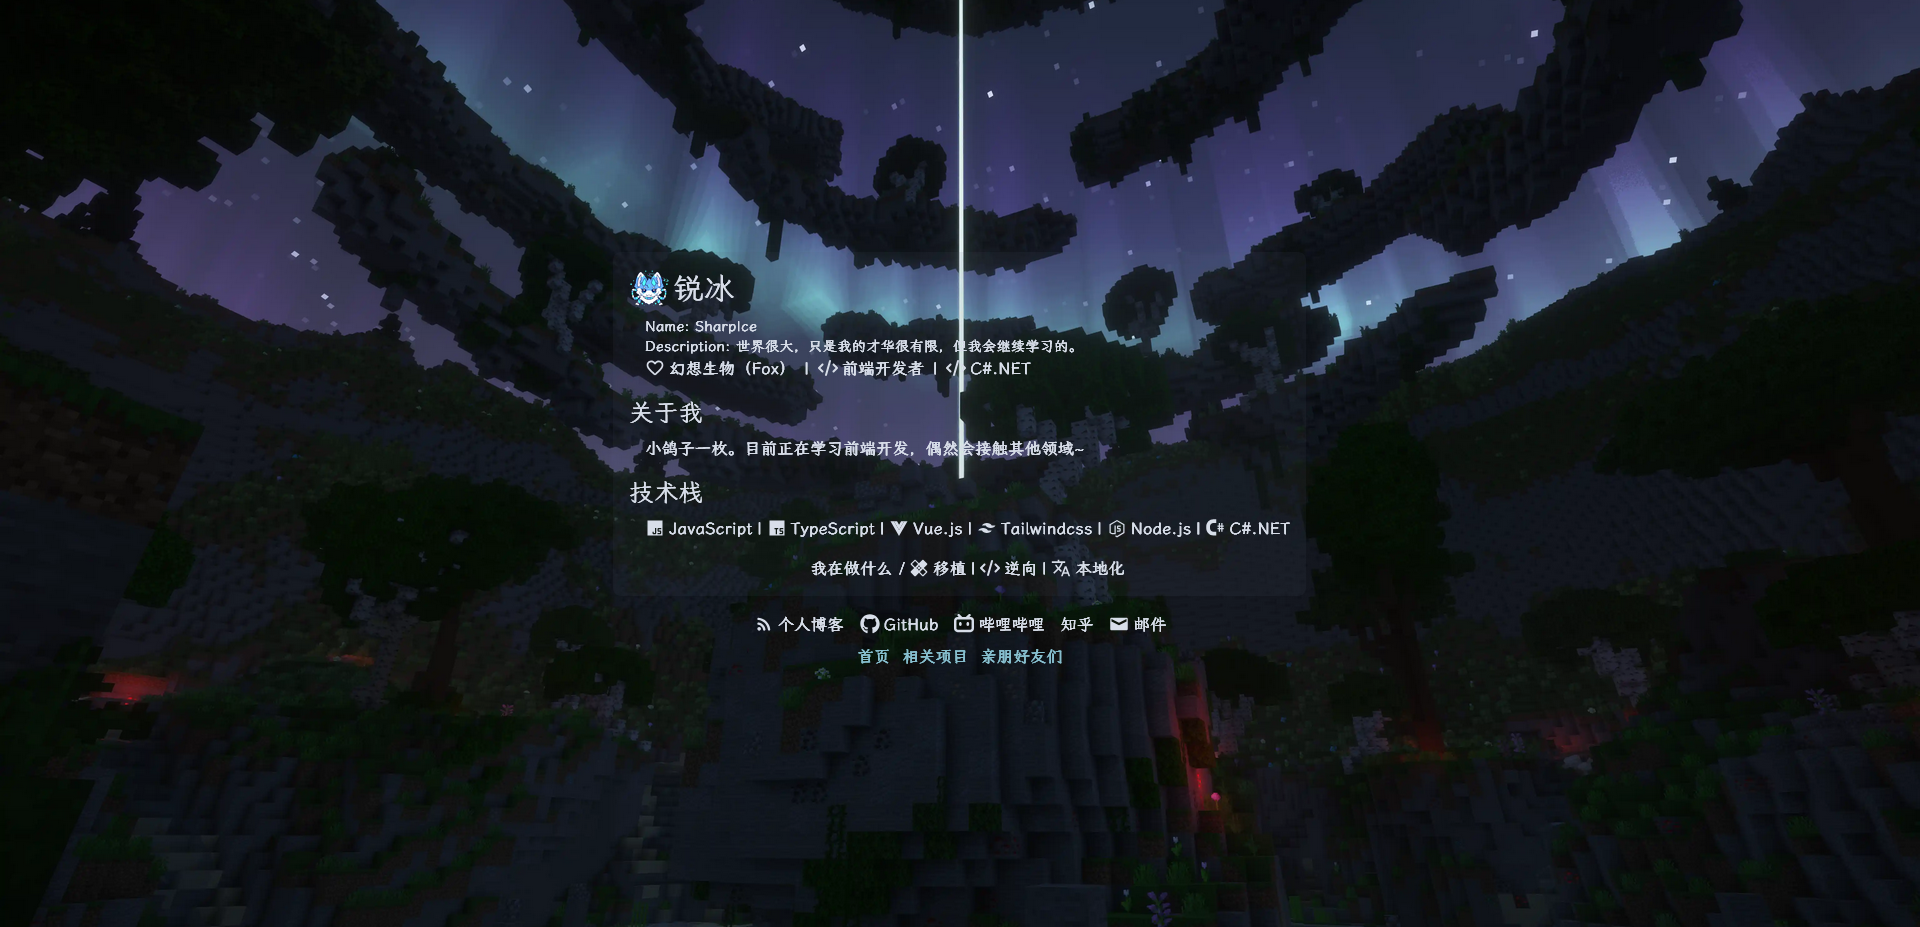 锐冰
Name: SharpIce
Description: 世界很大，只是我的才华很有限，但我会继续学习的。
幻想生物（Fox） | </> 前端开发者 | </> C#.NET
关于我
小鸽子一枚。目前正在学习前端开发，偶然会接触其他领域~
技术栈
JS JavaScript | TS TypeScript | Vue.js | Tailwindcss | JS Node.js | C# C#.NET
我在做什么 / 移植 | </> 逆向 | 文A 本地化
个人博客 GitHub 哔哩哔哩 知乎 邮件
首页 相关项目 亲朋好友们